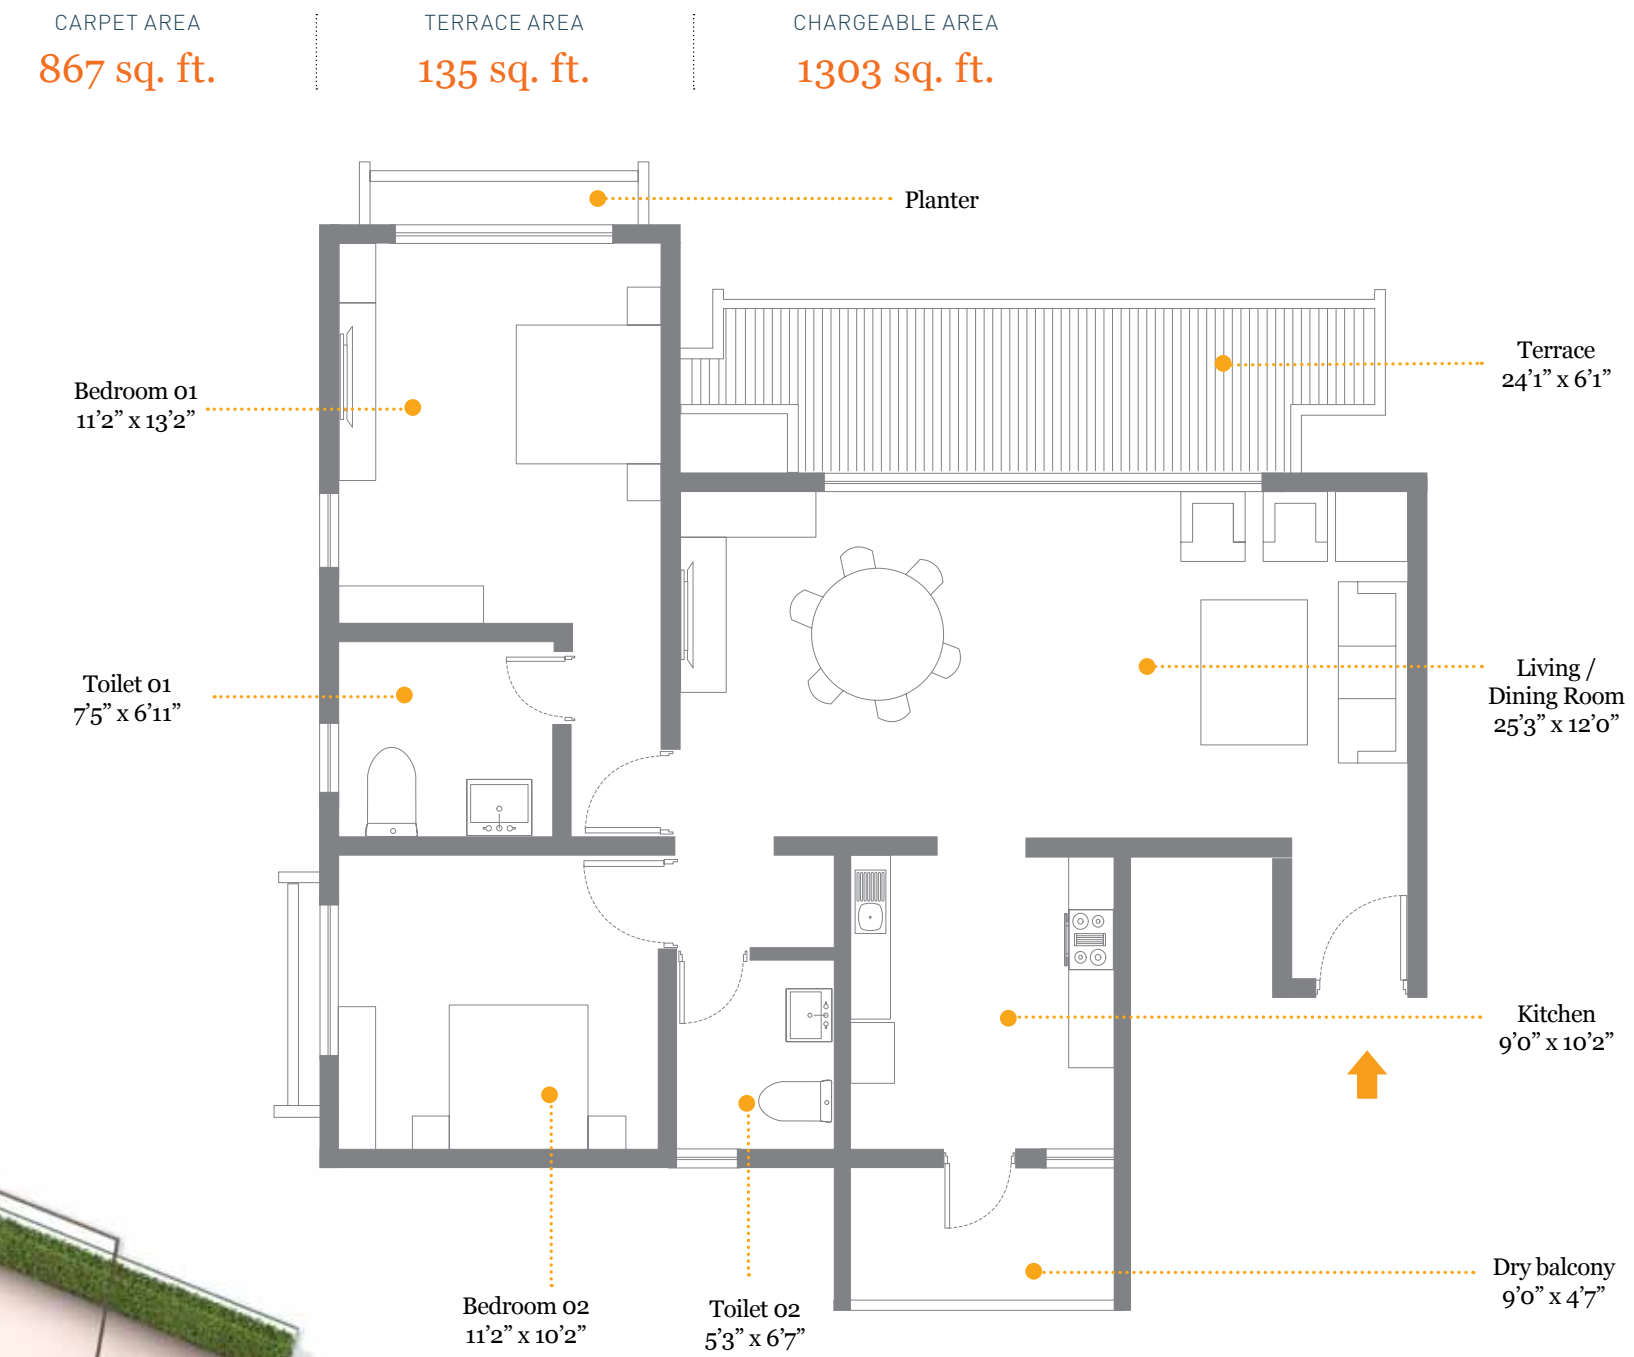 CARPET AREA
867 sq. ft.
TERRACE AREA
135 sq. ft.
CHARGEABLE AREA
1303 sq. ft.
Planter
Terrace
24’1” x 6’1”
Bedroom 01
11’2” x 13’2”
Toilet 01
7’5” x 6’11”
Living /
Dining Room
25’3” x 12’0”
Kitchen
9’0” x 10’2”
Dry balcony
9’0” x 4’7”
Bedroom 02
11’2” x 10’2”
Toilet 02
5’3” x 6’7”